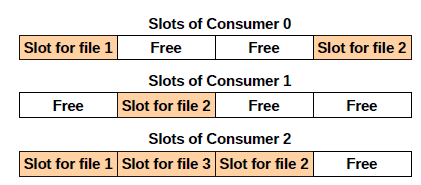 Slots of Consumer 0
Slot for file 1 Free Free Slot for file 2
Slots of Consumer 1
Free Slot for file 2 Free Free
Slots of Consumer 2
Slot for file 1 Slot for file 3 Slot for file 2 Free